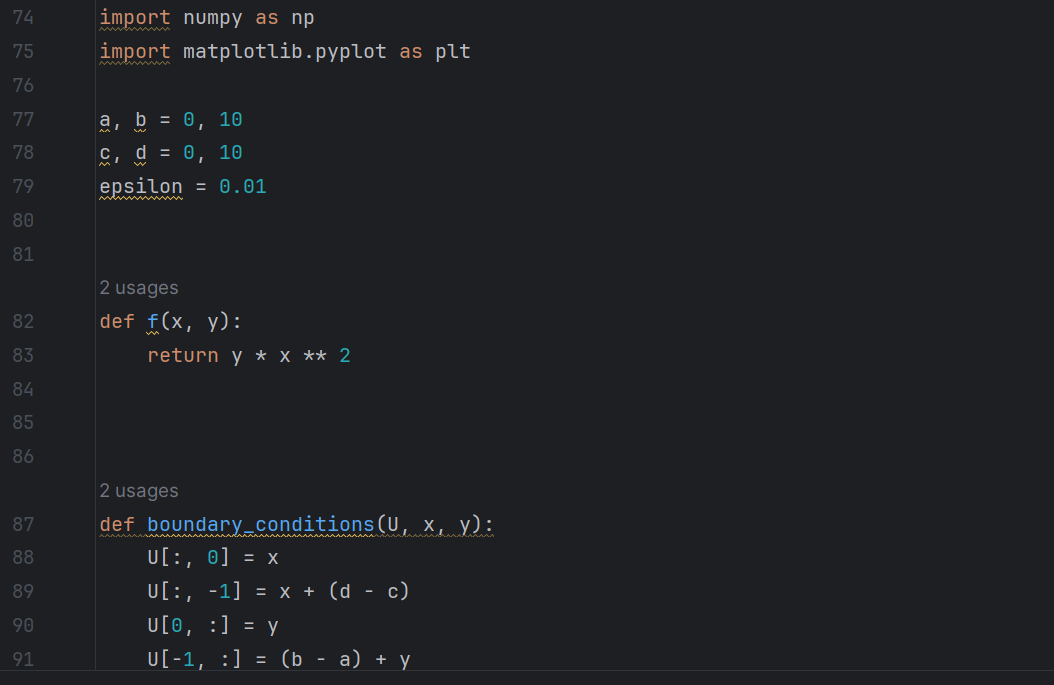 74 import numpy as np
75 import matplotlib.pyplot as plt
76
77 a, b = 0, 10
78 c, d = 0, 10
79 epsilon = 0.01
80
81
2 usages
82 def f(x, y):
83     return y * x ** 2
84
85
86
2 usages
87 def boundary_conditions(U, x, y):
88     U[:, 0] = x
89     U[:, -1] = x + (d - c)
90     U[0, :] = y
91     U[-1, :] = (b - a) + y